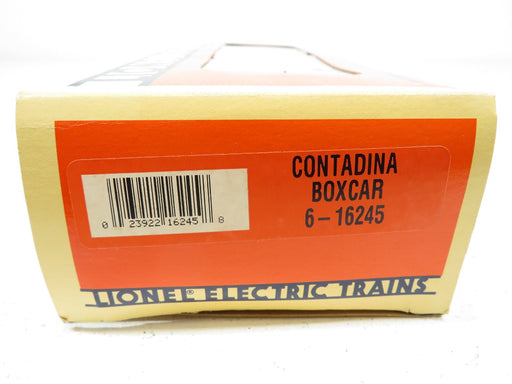 CONTADINA
BOXCAR
6-16245
0 23922 16245 8
LIONEL® ELECTRIC TRAINS